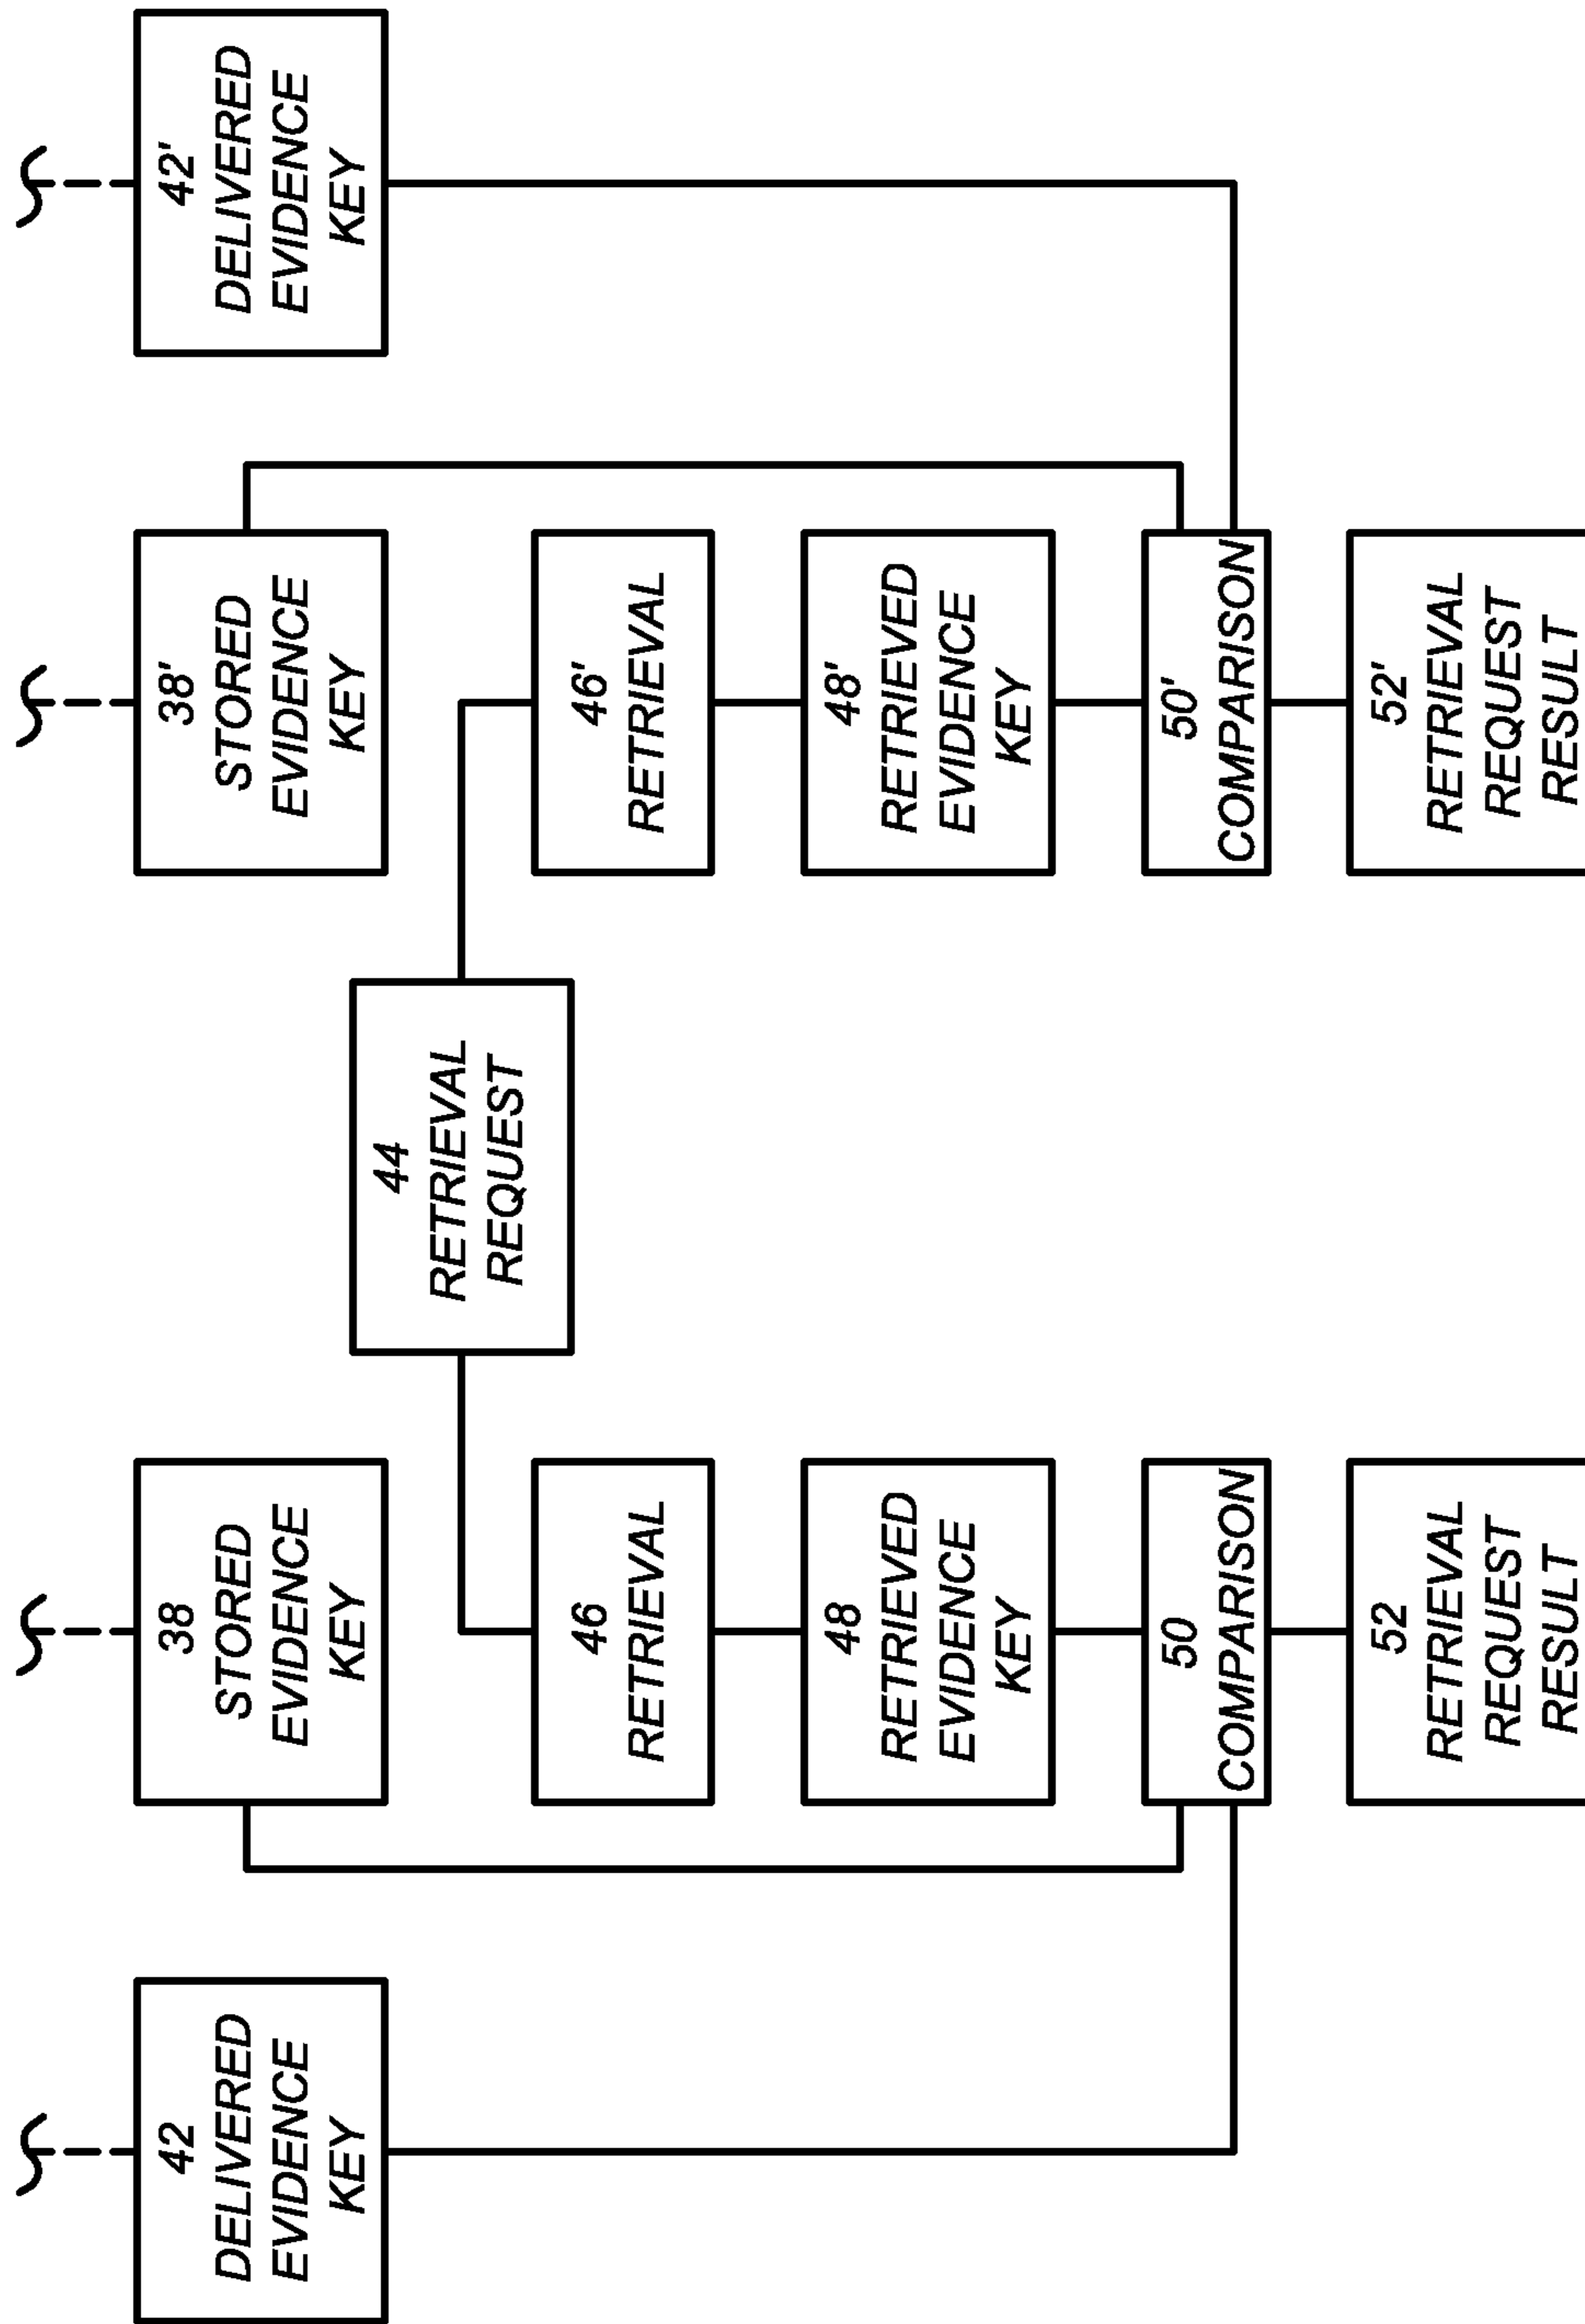 42
DELIVERED
EVIDENCE
KEY
38
STORED
EVIDENCE
KEY
38'
STORED
EVIDENCE
KEY
42'
DELIVERED
EVIDENCE
KEY
44
RETRIEVAL
REQUEST
46
RETRIEVAL
46'
RETRIEVAL
48
RETRIEVED
EVIDENCE
KEY
48'
RETRIEVED
EVIDENCE
KEY
50
COMPARISON
50'
COMPARISON
52
RETRIEVAL
REQUEST
RESULT
52'
RETRIEVAL
REQUEST
RESULT